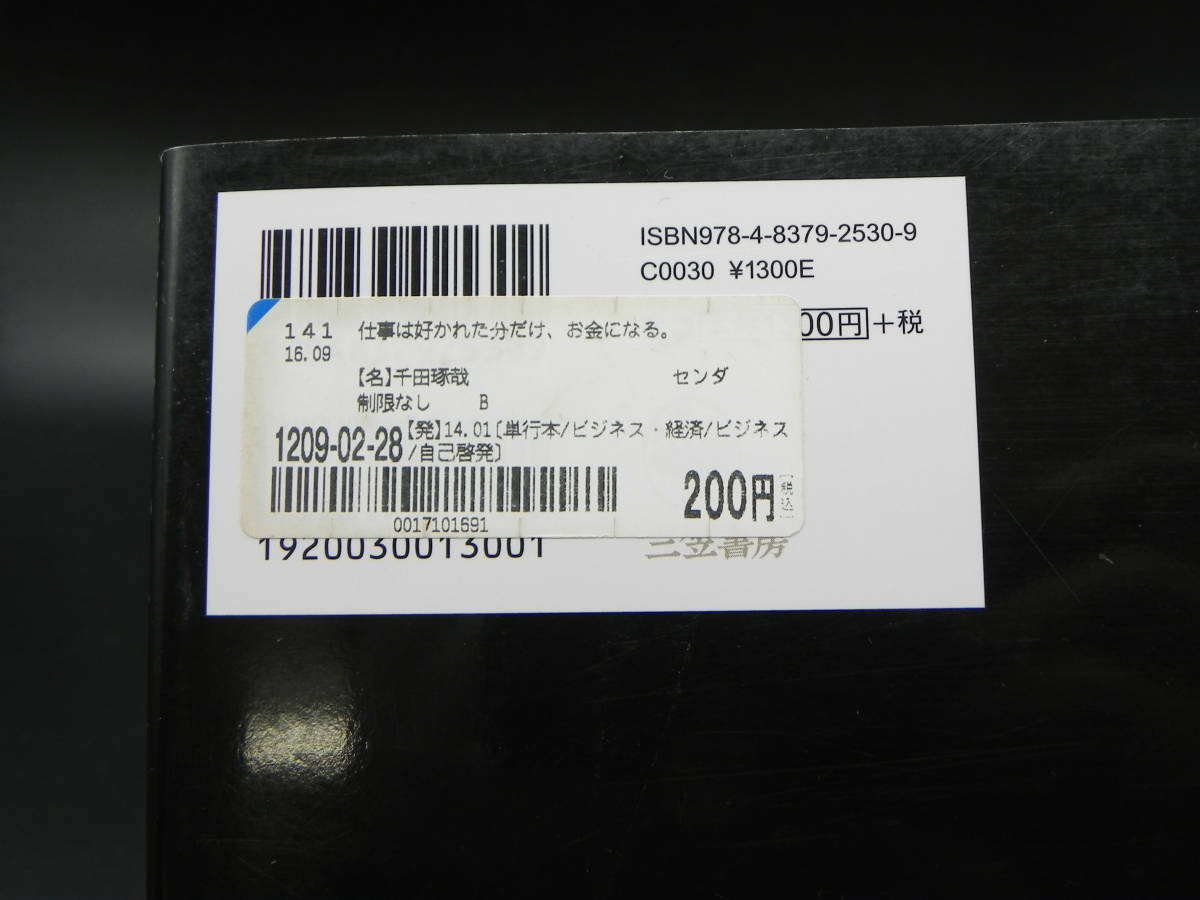 ISBN978-4-8379-2530-9
C0030 ¥1300E
00円+税
141 仕事は好かれた分だけ、お金になる。
16.09
【名】千田琢哉 センダ
制限なし B
1209-02-28 【発】14.01[単行本/ビジネス・経済/ビジネス
/自己啓発]
200円 [税込]
0017101691
1920030013001
三笠書房